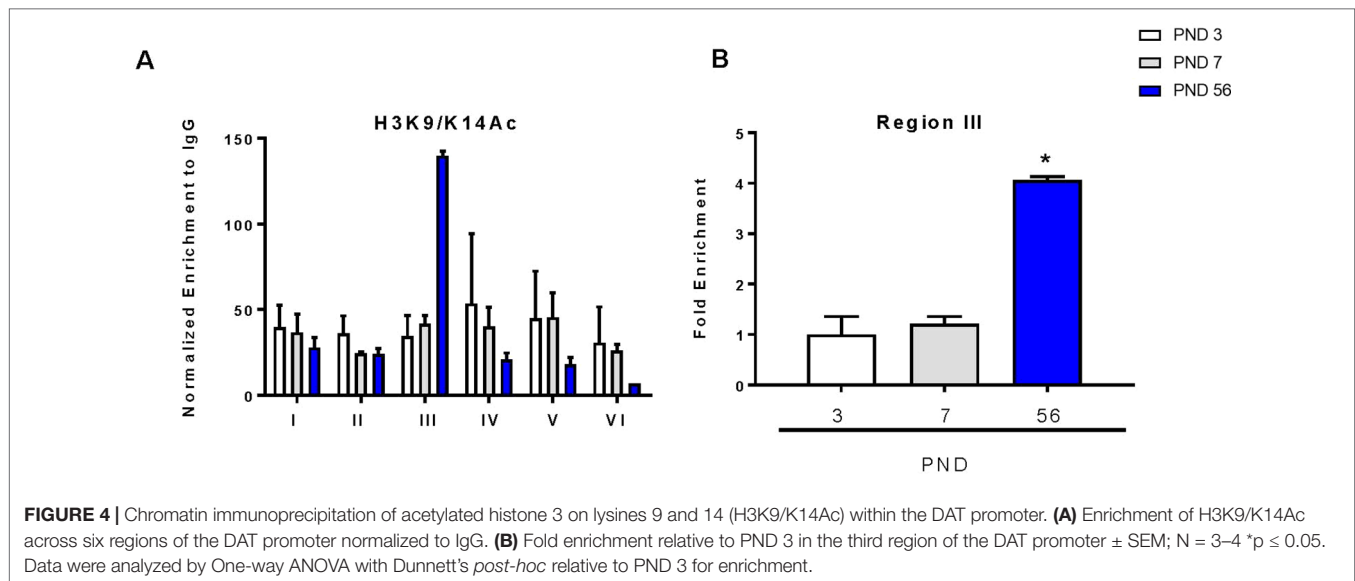 A
B
PND 3
PND 7
PND 56
H3K9/K14Ac
Normalized Enrichment to IgG
150
100
50
0
I II III IV V VI
Region III
Fold Enrichment
5
4
3
2
1
0
*
3 7 56
PND
FIGURE 4 | Chromatin immunoprecipitation of acetylated histone 3 on lysines 9 and 14 (H3K9/K14Ac) within the DAT promoter. (A) Enrichment of H3K9/K14Ac
across six regions of the DAT promoter normalized to IgG. (B) Fold enrichment relative to PND 3 in the third region of the DAT promoter ± SEM; N = 3–4 *p ≤ 0.05.
Data were analyzed by One-way ANOVA with Dunnett's post-hoc relative to PND 3 for enrichment.